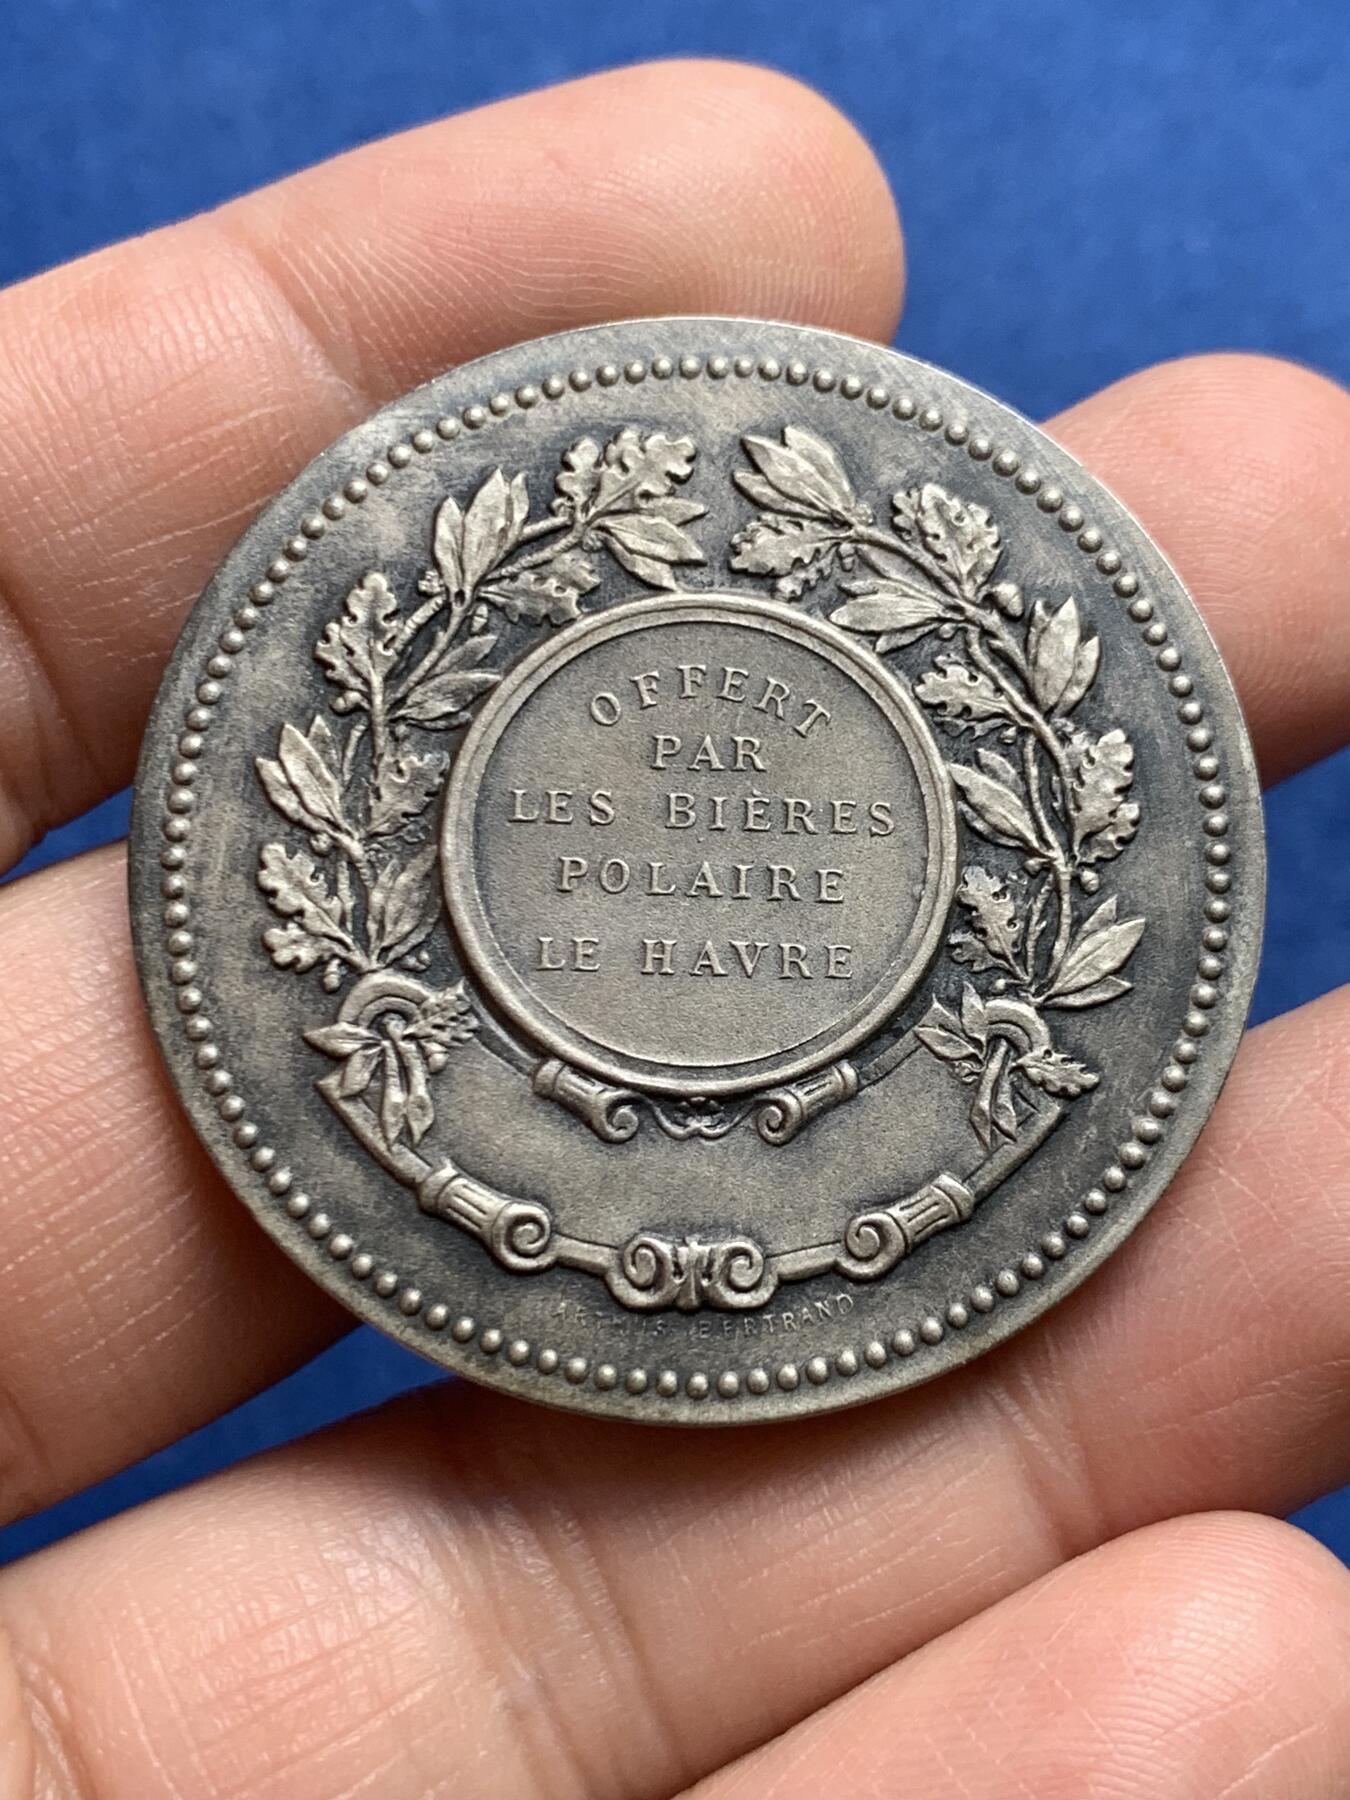 OFFERT
PAR
LES BIÈRES
POLAIRE
LE HAVRE
ARTHUS BERTRAND